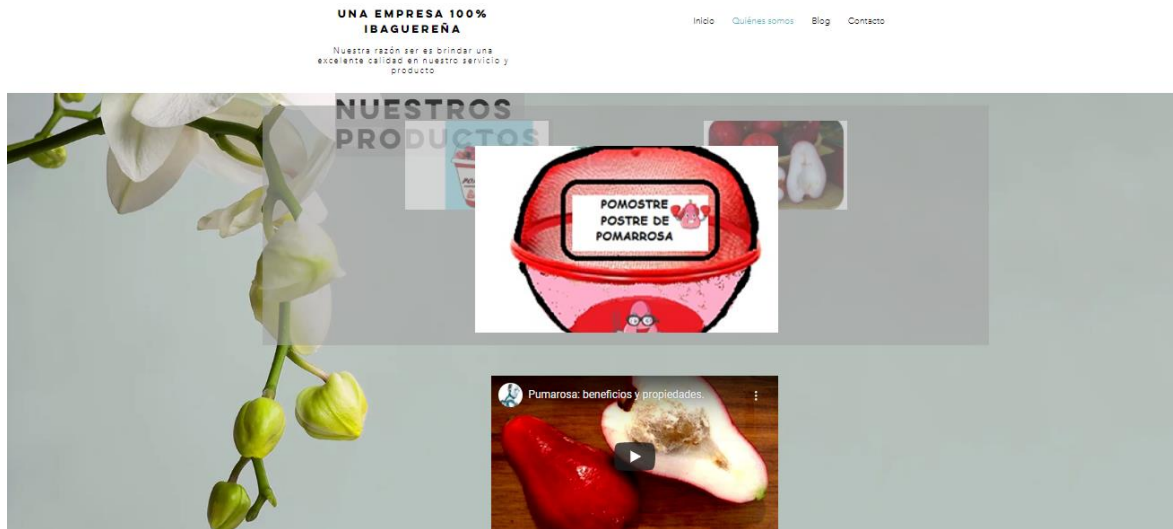 UNA EMPRESA 100%
IBAGUEREÑA
Nuestra razón ser es brindar una
excelente calidad en nuestro servicio y
producto
Inicio Quiénes somos Blog Contacto
NUESTROS
PRODUCTOS
POMOSTRE
POSTRE DE
POMARROSA
Pumarosa: beneficios y propiedades.